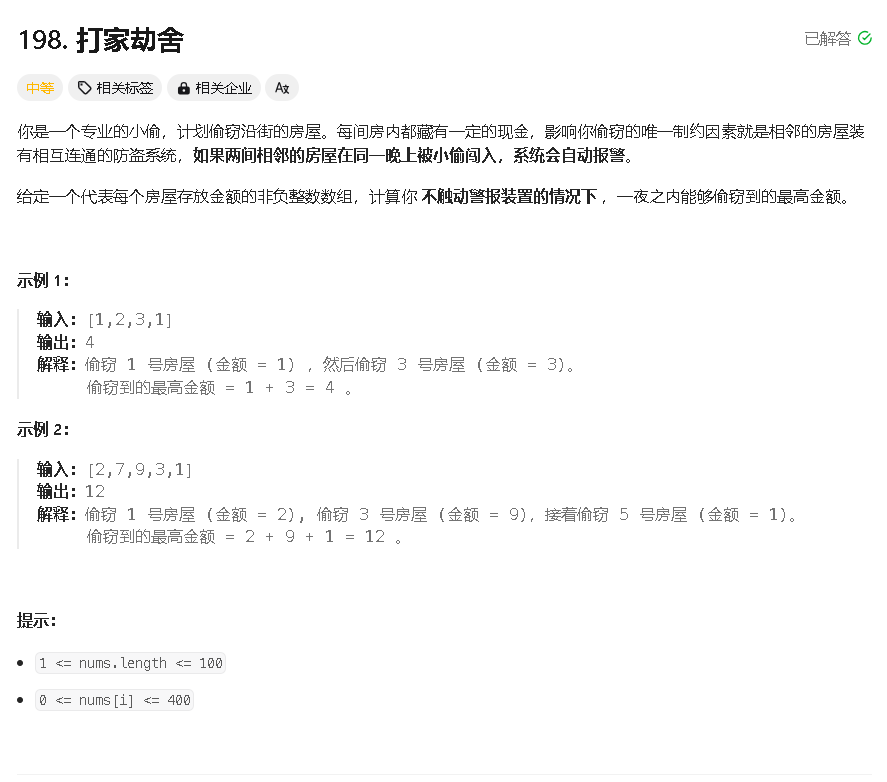 198. 打家劫舍
已解答
中等 相关标签 相关企业 Aあ
你是一个专业的小偷，计划偷窃沿街的房屋。每间房内都藏有一定的现金，影响你偷窃的唯一制约因素就是相邻的房屋装
有相互连通的防盗系统，如果两间相邻的房屋在同一晚上被小偷闯入，系统会自动报警。
给定一个代表每个房屋存放金额的非负整数数组，计算你 不触动警报装置的情况下 ，一夜之内能够偷窃到的最高金额。
示例 1：
输入：[1,2,3,1]
输出：4
解释：偷窃 1 号房屋 (金额 = 1) ，然后偷窃 3 号房屋 (金额 = 3)。
偷窃到的最高金额 = 1 + 3 = 4 。
示例 2：
输入：[2,7,9,3,1]
输出：12
解释：偷窃 1 号房屋 (金额 = 2), 偷窃 3 号房屋 (金额 = 9)，接着偷窃 5 号房屋 (金额 = 1)。
偷窃到的最高金额 = 2 + 9 + 1 = 12 。
提示：
1 <= nums.length <= 100
0 <= nums[i] <= 400